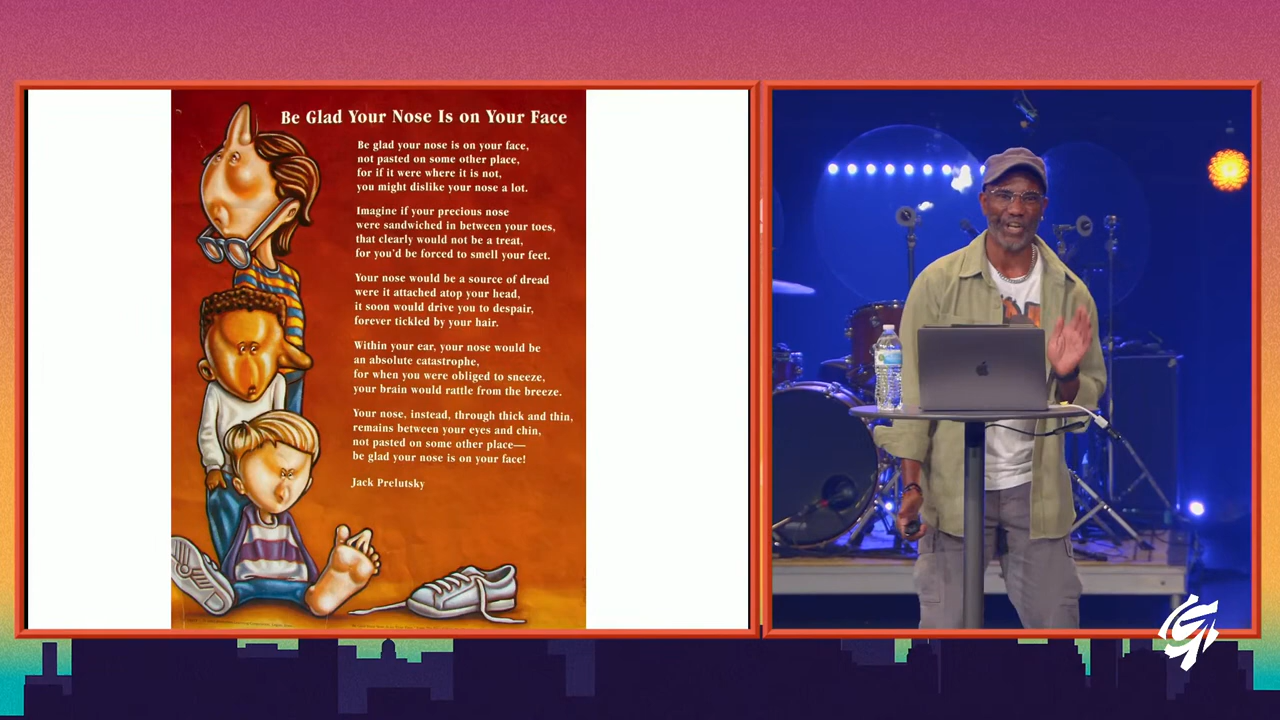 Be Glad Your Nose Is on Your Face
Be glad your nose is on your face,
not pasted on some other place,
for if it were where it is not,
you might dislike your nose a lot.
Imagine if your precious nose
were sandwiched in between your toes,
that clearly would not be a treat,
for you'd be forced to smell your feet.
Your nose would be a source of dread
were it attached atop your head,
it soon would drive you to despair,
forever tickled by your hair.
Within your ear, your nose would be
an absolute catastrophe,
for when you were obliged to sneeze,
your brain would rattle from the breeze.
Your nose, instead, through thick and thin,
remains between your eyes and chin,
not pasted on some other place—
be glad your nose is on your face!
Jack Prelutsky